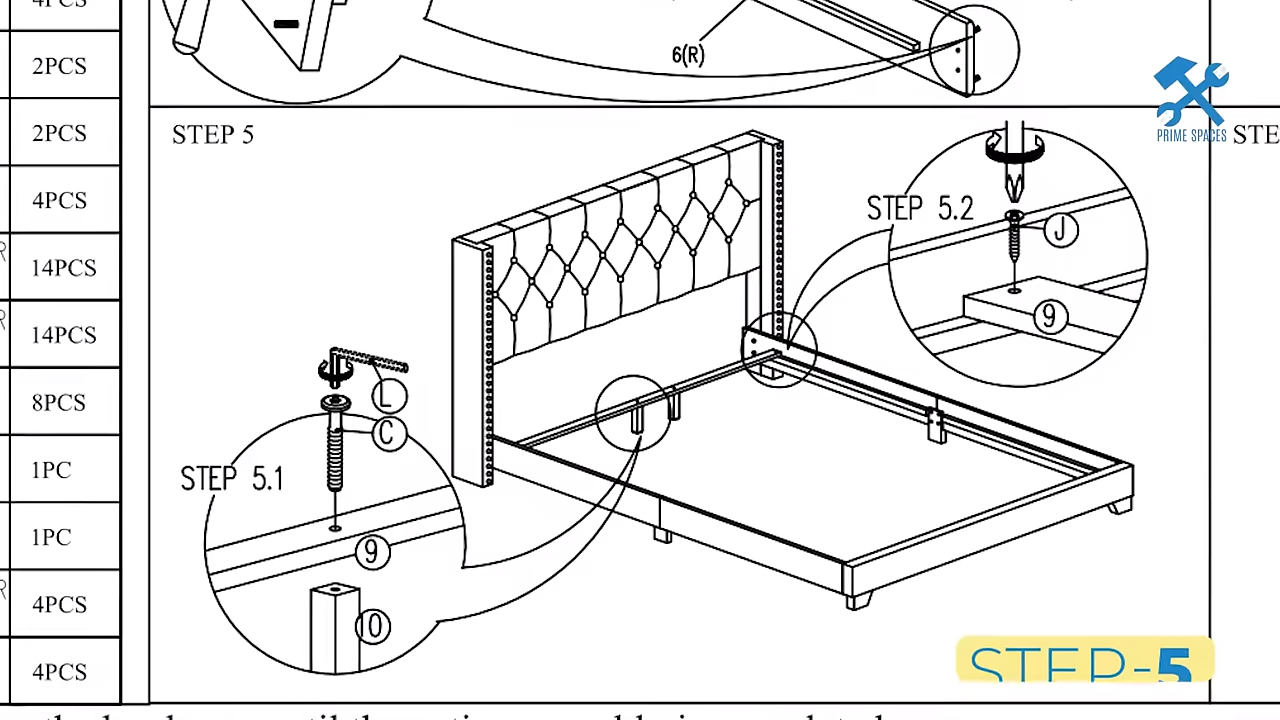 4PCS
2PCS
2PCS
4PCS
14PCS
14PCS
8PCS
1PC
1PC
4PCS
4PCS
R
R
R
6(R)
PRIME SPACES
STEP 5
STE
STEP 5.2
J
9
L
C
STEP 5.1
9
10
STEP-5